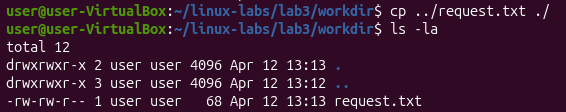 user@user-VirtualBox:~/linux-labs/lab3/workdir$ cp ../request.txt ./
user@user-VirtualBox:~/linux-labs/lab3/workdir$ ls -la
total 12
drwxrwxr-x 2 user user 4096 Apr 12 13:13 .
drwxrwxr-x 3 user user 4096 Apr 12 13:12 ..
-rw-rw-r-- 1 user user   68 Apr 12 13:13 request.txt